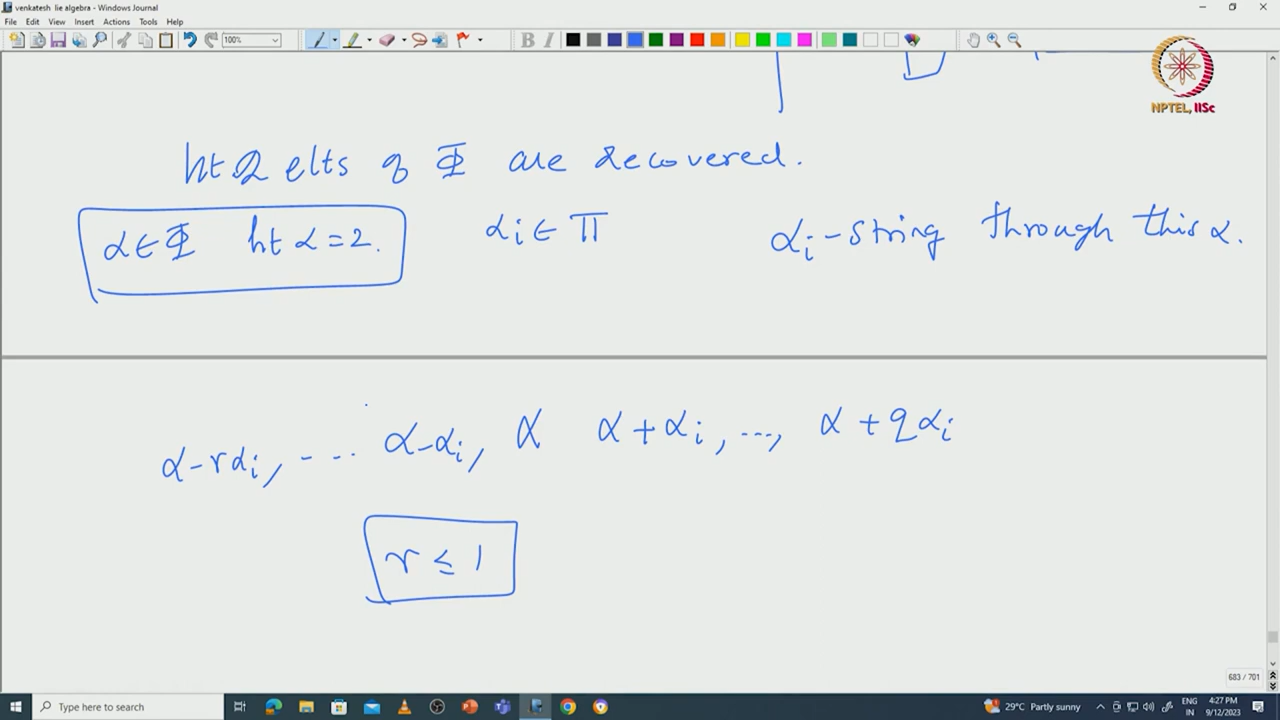 venkatesh lie algebra - Windows Journal
File Edit View Insert Actions Tools Help
100%
B I
NPTEL, IISc
ht 2 elts of Φ are recovered.
α ∈ Φ ht α = 2. αi ∈ Π αi-string through this α.
α-rαi, .... α-αi, α α+αi, ..., α+qαi
r ≤ 1
683 / 701
Type here to search
29°C Partly sunny
ENG
IN
4:27 PM
9/12/2023